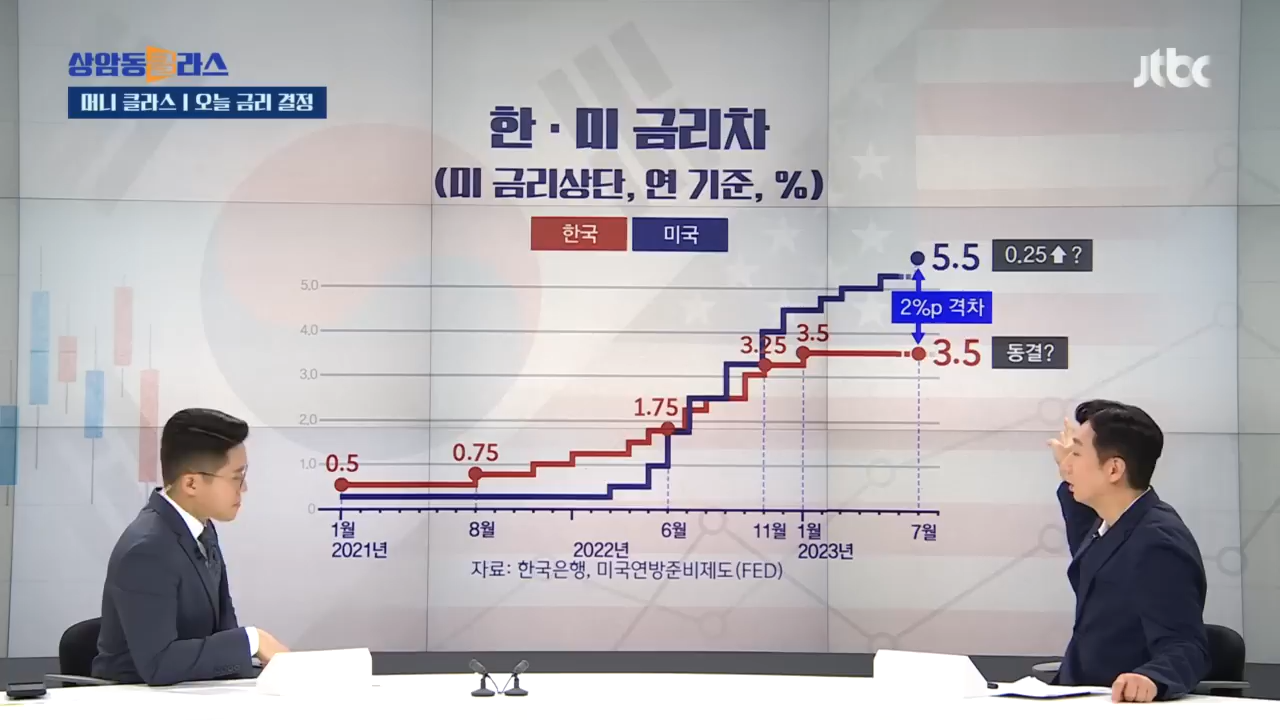 상암동클라스
jtbc
머니 클라스 | 오늘 금리 결정
한·미 금리차
(미 금리상단, 연 기준, %)
한국 미국
5.5 0.25⬆?
2%p 격차
3.5 동결?
5.0
4.0
3.0
2.0
1.0
0
0.5
0.75
1.75
3.25
3.5
1월 8월 6월 11월 1월 7월
2021년 2022년 2023년
자료: 한국은행, 미국연방준비제도(FED)